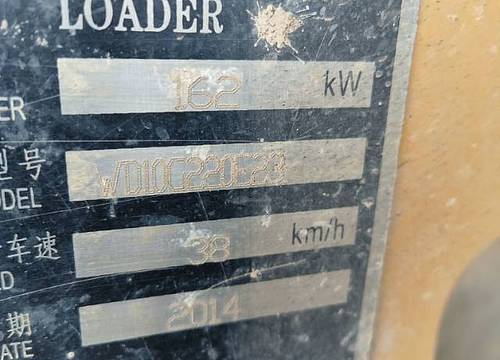 LOADER
ER 162 kW
型号 WD10G220E23
DEL
车速 38 km/h
D
期 2014
ATE